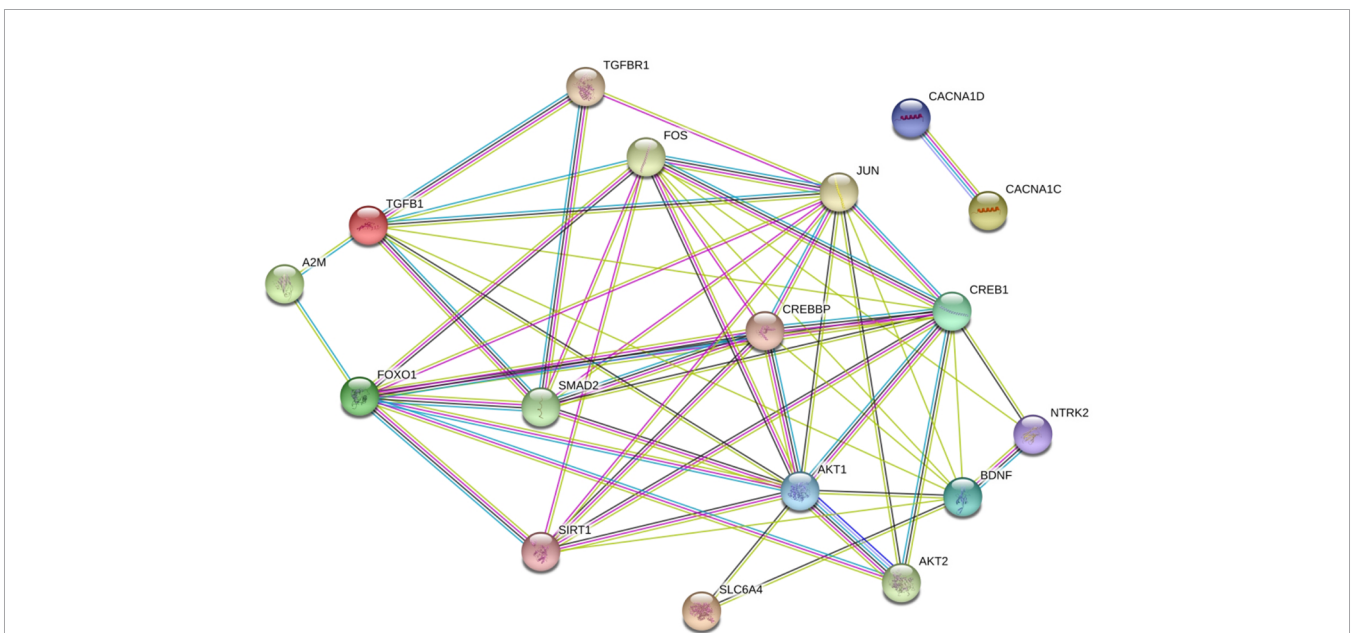 TGFBR1
CACNA1D
FOS
JUN
CACNA1C
TGFB1
A2M
CREB1
CREBBP
FOXO1
SMAD2
NTRK2
AKT1
BDNF
SIRT1
AKT2
SLC6A4